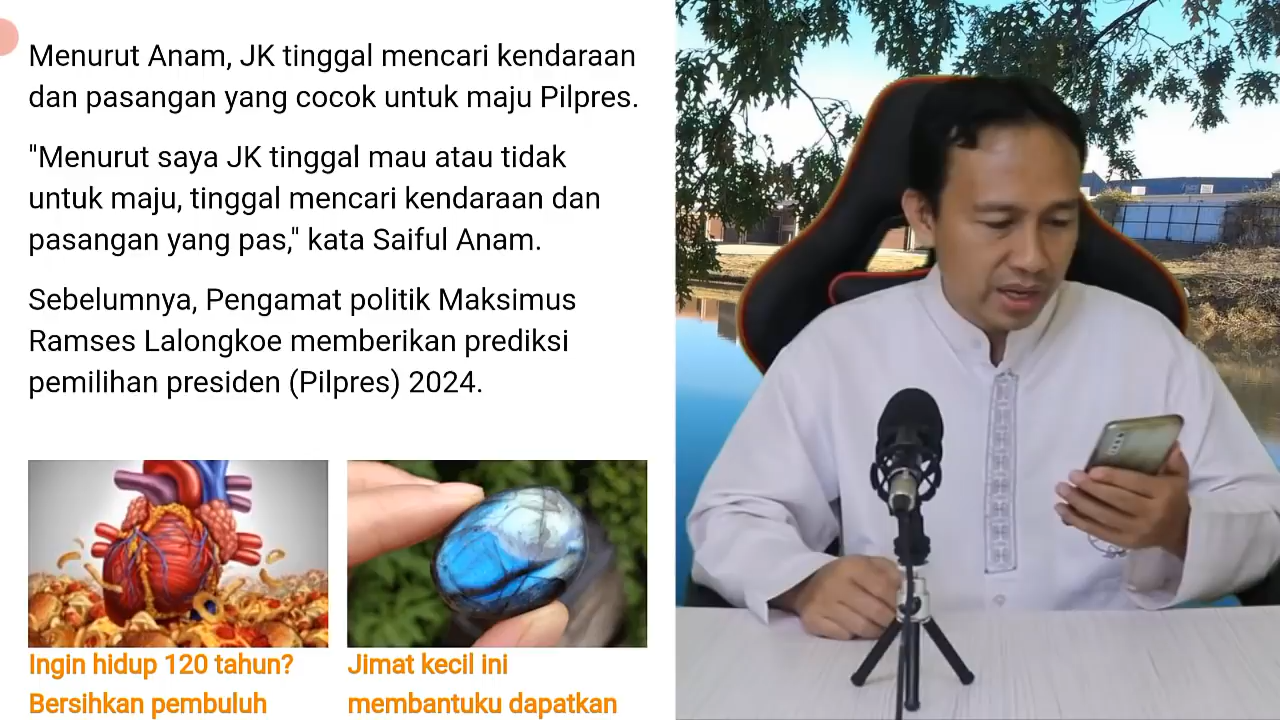 Menurut Anam, JK tinggal mencari kendaraan
dan pasangan yang cocok untuk maju Pilpres.
"Menurut saya JK tinggal mau atau tidak
untuk maju, tinggal mencari kendaraan dan
pasangan yang pas," kata Saiful Anam.
Sebelumnya, Pengamat politik Maksimus
Ramses Lalongkoe memberikan prediksi
pemilihan presiden (Pilpres) 2024.
Ingin hidup 120 tahun?
Bersihkan pembuluh
Jimat kecil ini
membantuku dapatkan